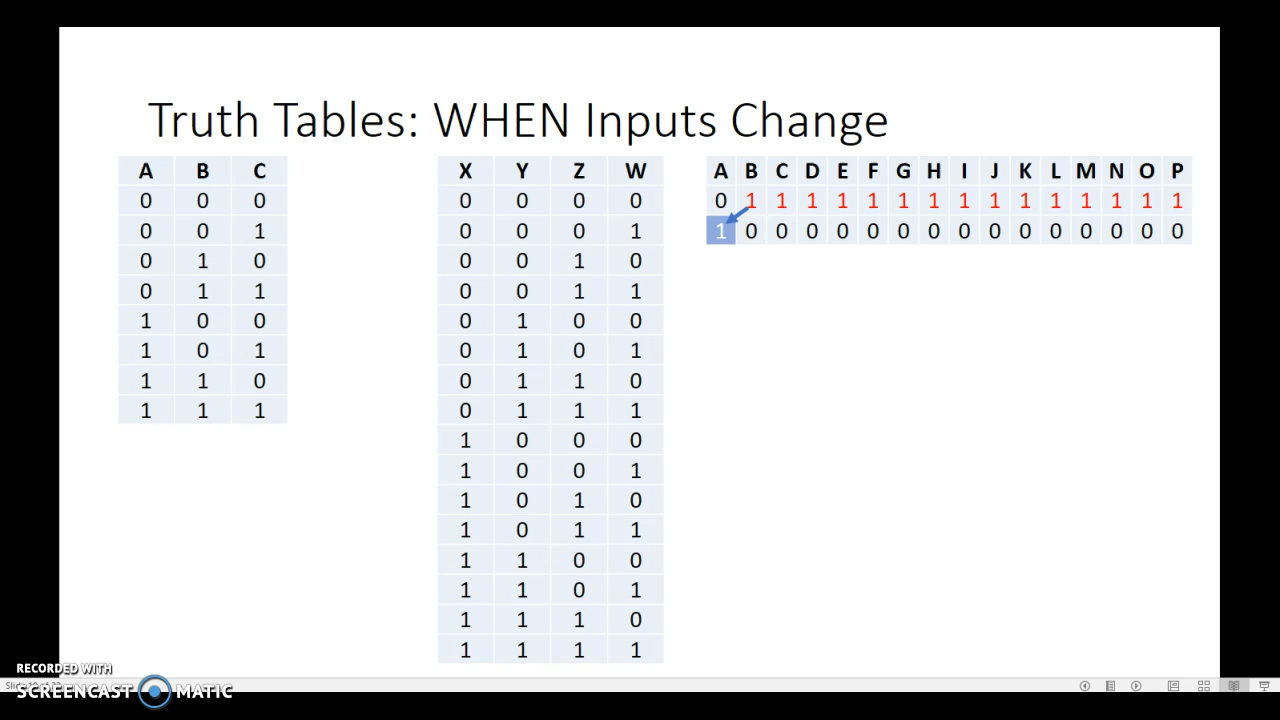 Truth Tables: WHEN Inputs Change
A B C
0 0 0
0 0 1
0 1 0
0 1 1
1 0 0
1 0 1
1 1 0
1 1 1
X Y Z W
0 0 0 0
0 0 0 1
0 0 1 0
0 0 1 1
0 1 0 0
0 1 0 1
0 1 1 0
0 1 1 1
1 0 0 0
1 0 0 1
1 0 1 0
1 0 1 1
1 1 0 0
1 1 0 1
1 1 1 0
1 1 1 1
A B C D E F G H I J K L M N O P
0 1 1 1 1 1 1 1 1 1 1 1 1 1 1 1
1 0 0 0 0 0 0 0 0 0 0 0 0 0 0 0
RECORDED WITH
SCREENCAST MATIC